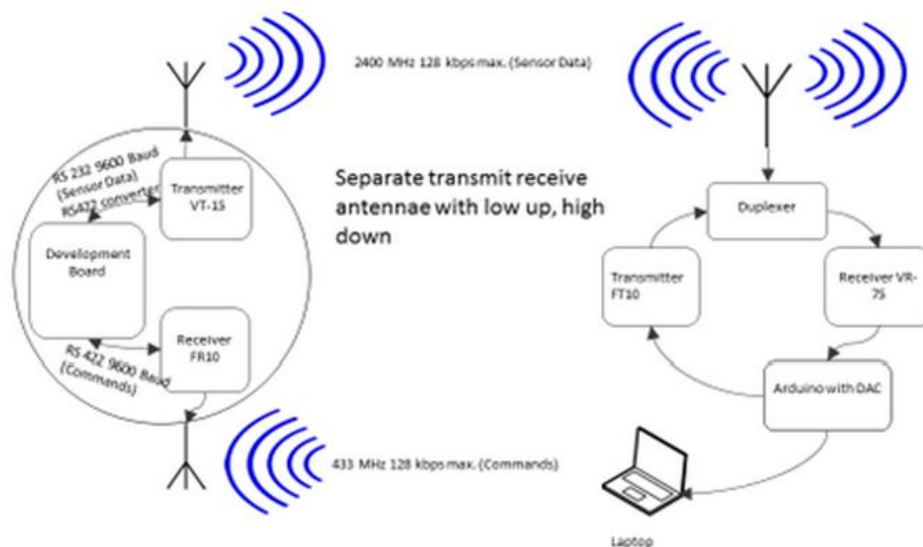 2400 MHz 128 kbps max. (Sensor Data)
RS 232 9600 Baud
(Sensor Data)
RS422 converter
Transmitter
VT-15
Development
Board
Receiver
FR10
RS 422 9600 Baud
(Commands)
Separate transmit receive
antennae with low up, high
down
433 MHz 128 kbps max. (Commands)
Duplexer
Transmitter
FT10
Receiver VR-
75
Arduino with DAC
Laptop